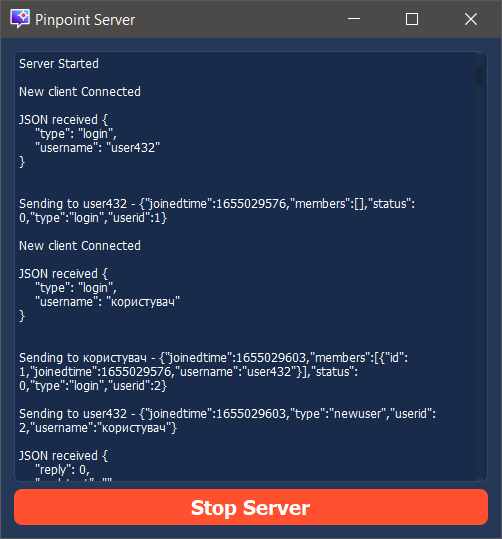 Pinpoint Server
Server Started
New client Connected
JSON received {
"type": "login",
"username": "user432"
}
Sending to user432 - {"joinedtime":1655029576,"members":[],"status":
0,"type":"login","userid":1}
New client Connected
JSON received {
"type": "login",
"username": "користувач"
}
Sending to користувач - {"joinedtime":1655029603,"members":[{"id":
1,"joinedtime":1655029576,"username":"user432"}],"status":
0,"type":"login","userid":2}
Sending to user432 - {"joinedtime":1655029603,"type":"newuser","userid":
2,"username":"користувач"}
JSON received {
"reply": 0,
Stop Server